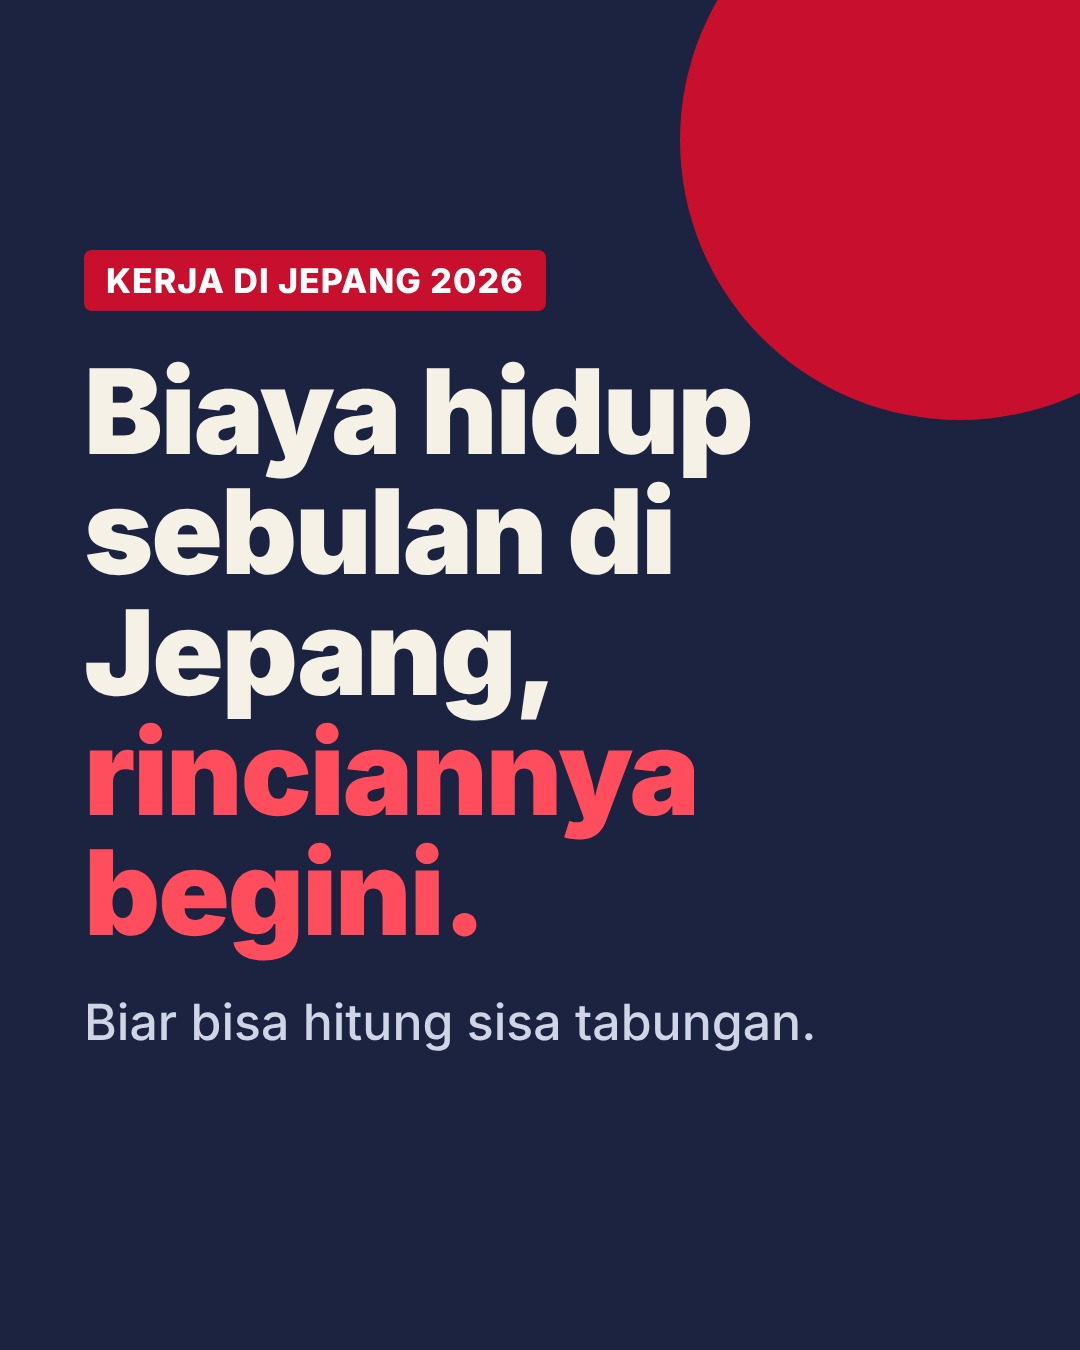 KERJA DI JEPANG 2026
Biaya hidup
sebulan di
Jepang,
rinciannya
begini.
Biar bisa hitung sisa tabungan.